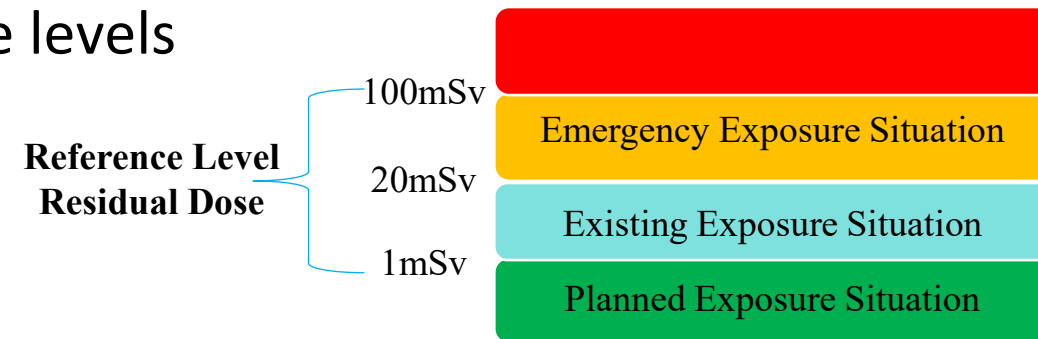 e levels
100mSv
Emergency Exposure Situation
Reference Level
Residual Dose
20mSv
Existing Exposure Situation
1mSv
Planned Exposure Situation